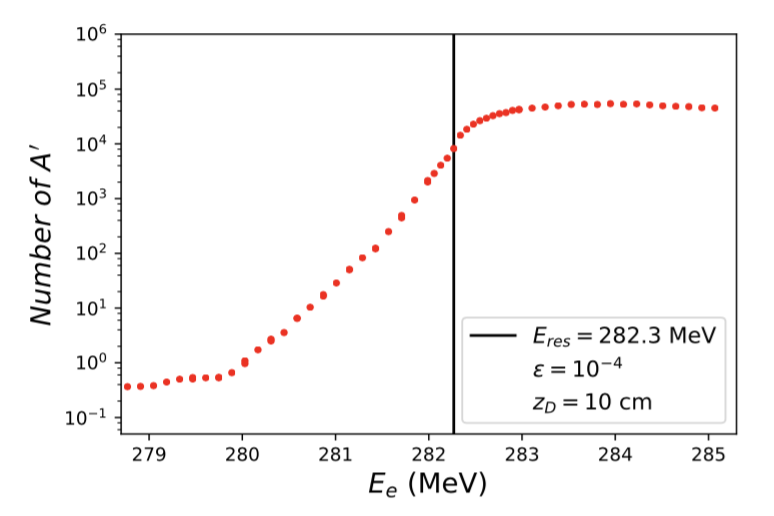 10⁶
10⁵
10⁴
10³
10²
10¹
10⁰
10⁻¹
Number of A′
E_res = 282.3 MeV
ε = 10⁻⁴
z_D = 10 cm
279 280 281 282 283 284 285
E_e (MeV)